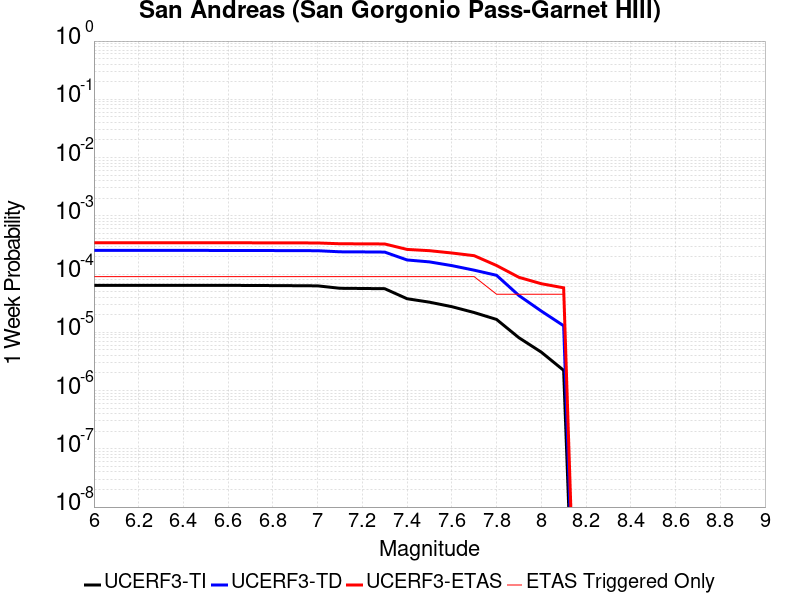 San Andreas (San Gorgonio Pass-Garnet HIll)
10 0
10 -1
10 -2
10 -3
10 -4
10 -5
10 -6
10 -7
10 -8
1 Week Probability
6 6.2 6.4 6.6 6.8 7 7.2 7.4 7.6 7.8 8 8.2 8.4 8.6 8.8 9
Magnitude
UCERF3-TI UCERF3-TD UCERF3-ETAS ETAS Triggered Only